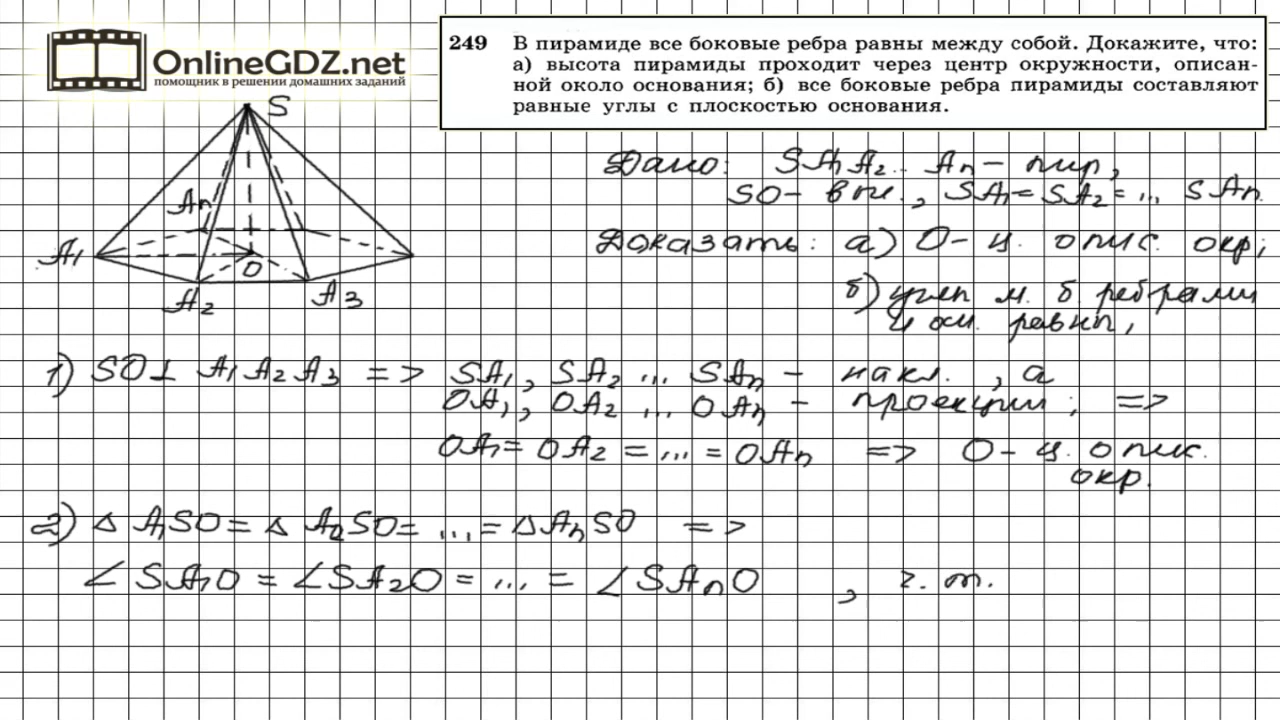 OnlineGDZ.net
помощник в решении домашних заданий
249 В пирамиде все боковые ребра равны между собой. Докажите, что:
а) высота пирамиды проходит через центр окружности, описан-
ной около основания; б) все боковые ребра пирамиды составляют
равные углы с плоскостью основания.
S
An
A1
O
A2
A3
Дано: SA1A2...An - пир,
SO - выс., SA1 = SA2 = ... SAn
Доказать: а) O - ц. опис. окр;
б) углы м. б. ребрами
и осн. равны,
1) SO⊥ A1A2A3 => SA1, SA2 ... SAn - накл., а
OA1, OA2 ... OAn - проекции; =>
OA1 = OA2 = ... = OAn => O - ц. опис.
окр.
2) △ A1SO = △ A2SO = ... = △AnSO =>
∠SA1O = ∠SA2O = ... = ∠SAnO , ч. т.